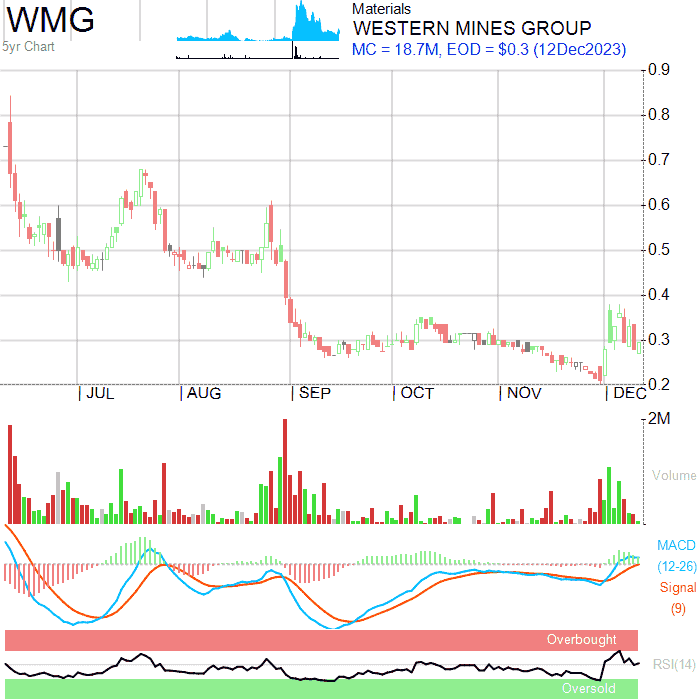 WMG
5yr Chart
Materials
WESTERN MINES GROUP
MC = 18.7M, EOD = $0.3 (12Dec2023)
0.9
0.8
0.7
0.6
0.5
0.4
0.3
0.2
JUL AUG SEP OCT NOV DEC
2M
Volume
MACD
(12-26)
Signal
(9)
Overbought
RSI(14)
Oversold